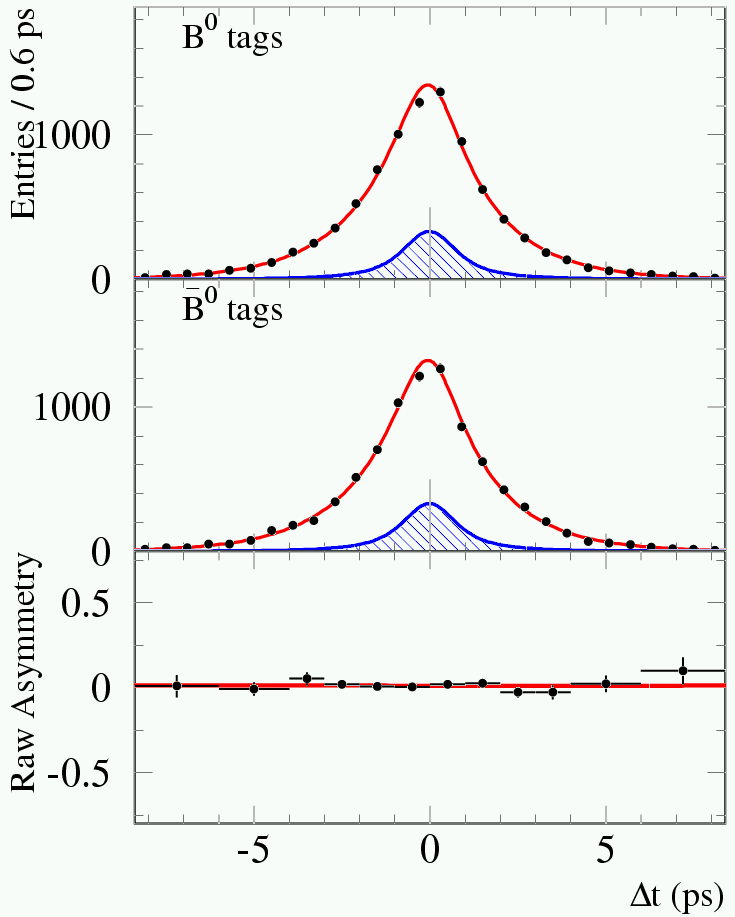 B⁰ tags
Entries / 0.6 ps
1000
0
B̄⁰ tags
1000
0
Raw Asymmetry
0.5
0
-0.5
-5 0 5
Δt (ps)